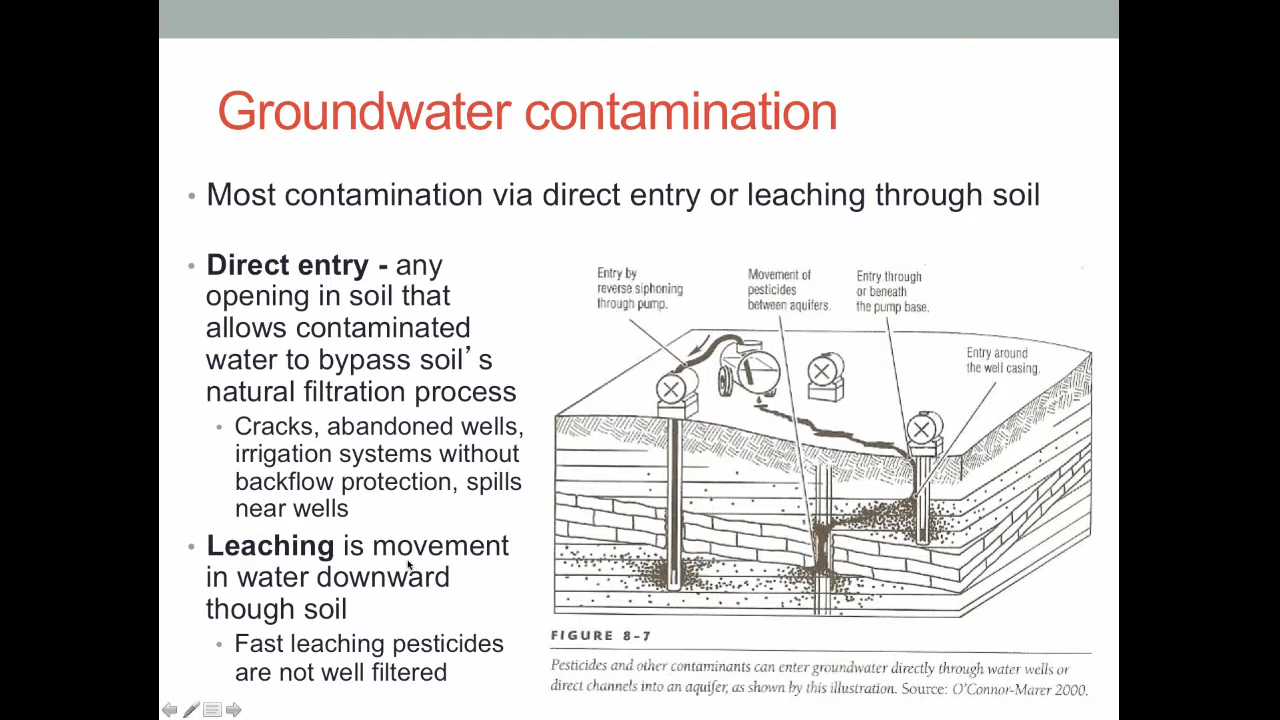 Groundwater contamination
• Most contamination via direct entry or leaching through soil
• Direct entry - any
opening in soil that
allows contaminated
water to bypass soil’s
natural filtration process
• Cracks, abandoned wells,
irrigation systems without
backflow protection, spills
near wells
• Leaching is movement
in water downward
though soil
• Fast leaching pesticides
are not well filtered
Entry by
reverse siphoning
through pump.
Movement of
pesticides
between aquifers.
Entry through
or beneath
the pump base.
Entry around
the well casing.
FIGURE 8-7
Pesticides and other contaminants can enter groundwater directly through water wells or
direct channels into an aquifer, as shown by this illustration. Source: O'Connor-Marer 2000.